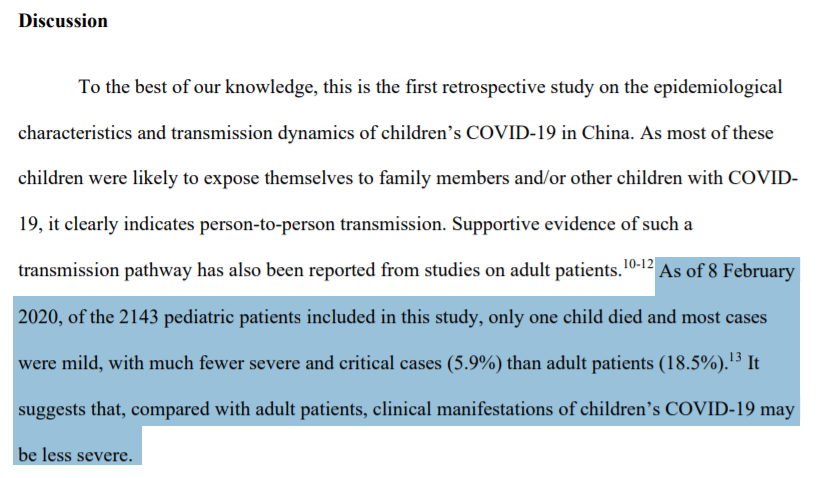 Discussion
To the best of our knowledge, this is the first retrospective study on the epidemiological
characteristics and transmission dynamics of children’s COVID-19 in China. As most of these
children were likely to expose themselves to family members and/or other children with COVID-
19, it clearly indicates person-to-person transmission. Supportive evidence of such a
transmission pathway has also been reported from studies on adult patients.10-12 As of 8 February
2020, of the 2143 pediatric patients included in this study, only one child died and most cases
were mild, with much fewer severe and critical cases (5.9%) than adult patients (18.5%).13 It
suggests that, compared with adult patients, clinical manifestations of children’s COVID-19 may
be less severe.